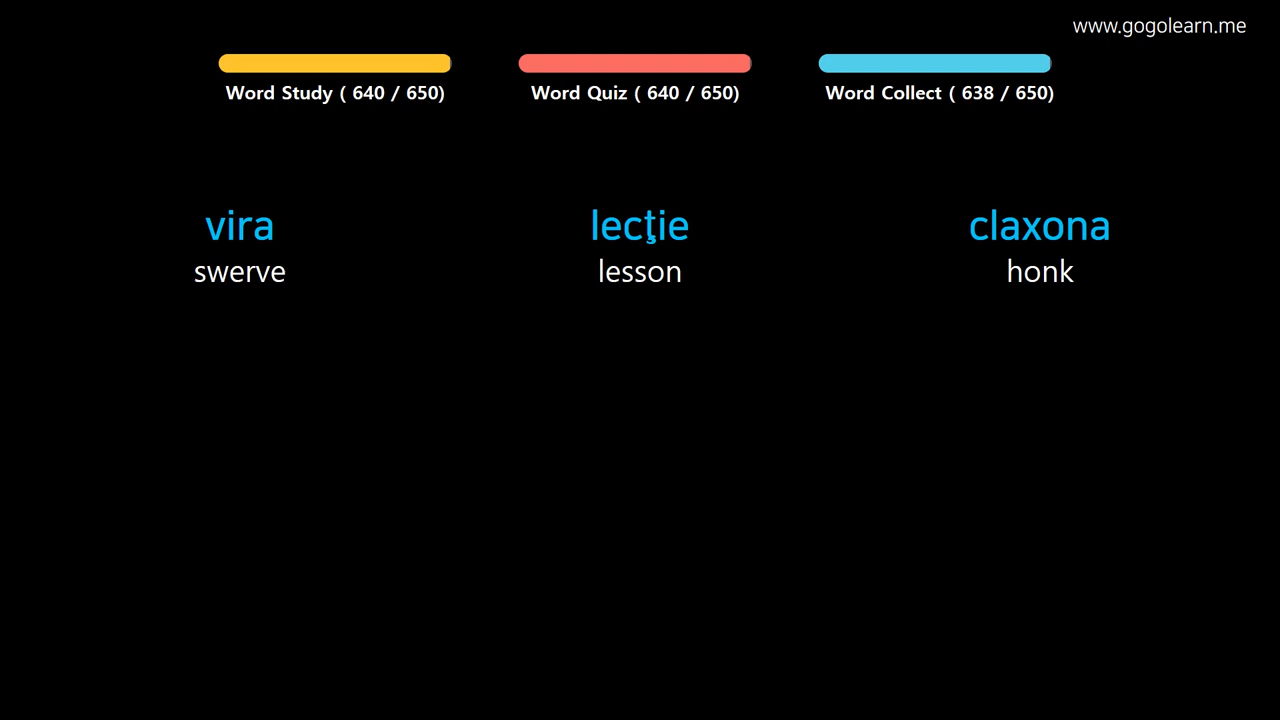 www.gogolearn.me
Word Study ( 640 / 650)
Word Quiz ( 640 / 650)
Word Collect ( 638 / 650)
vira
lecţie
claxona
swerve
lesson
honk